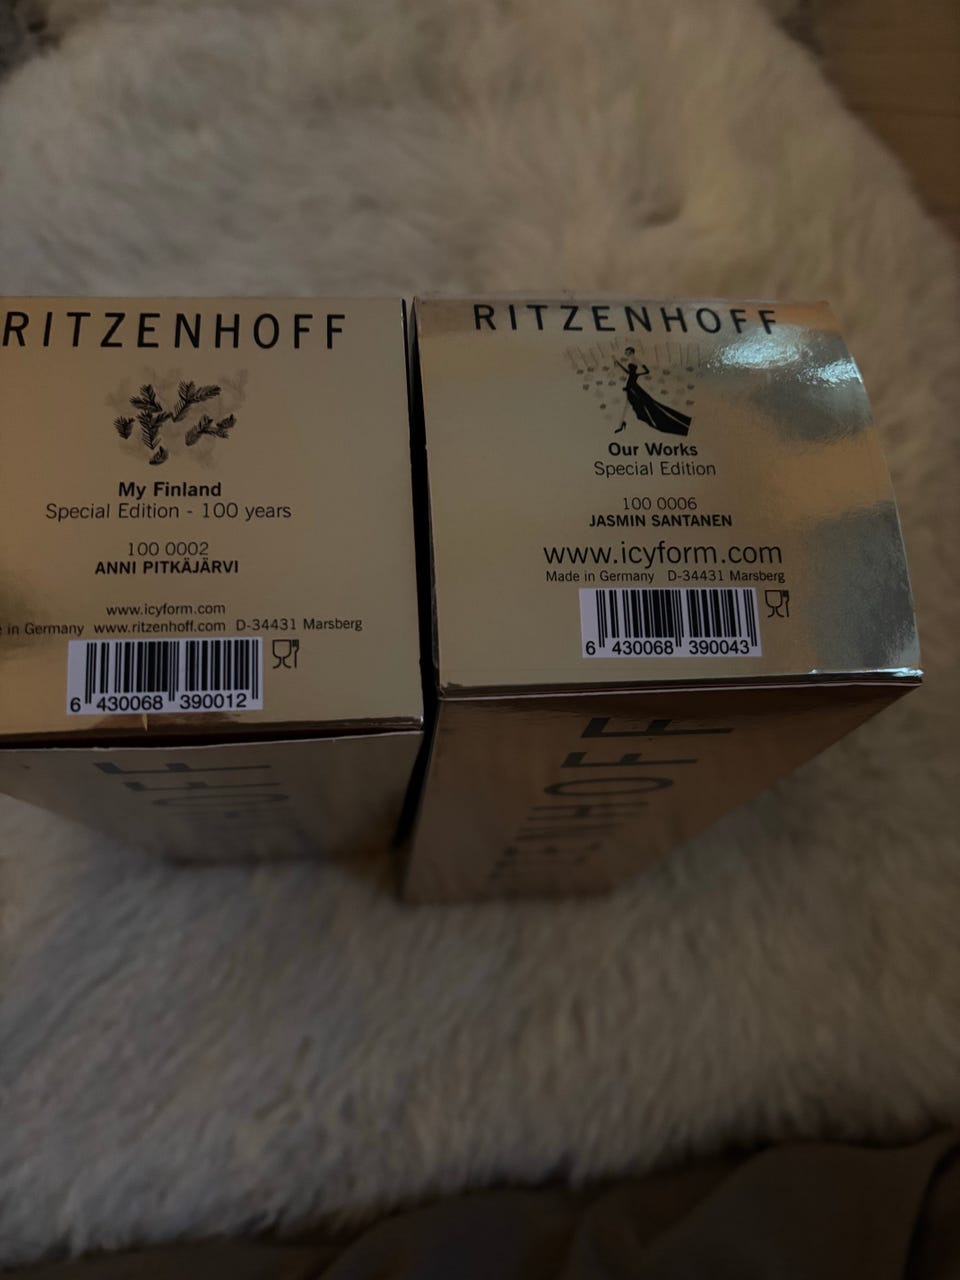 RITZENHOFF
My Finland
Special Edition - 100 years
100 0002
ANNI PITKÄJÄRVI
www.icyform.com
in Germany www.ritzenhoff.com D-34431 Marsberg
6 430068 390012
RITZENHOFF
Our Works
Special Edition
100 0006
JASMIN SANTANEN
www.icyform.com
Made in Germany D-34431 Marsberg
6 430068 390043